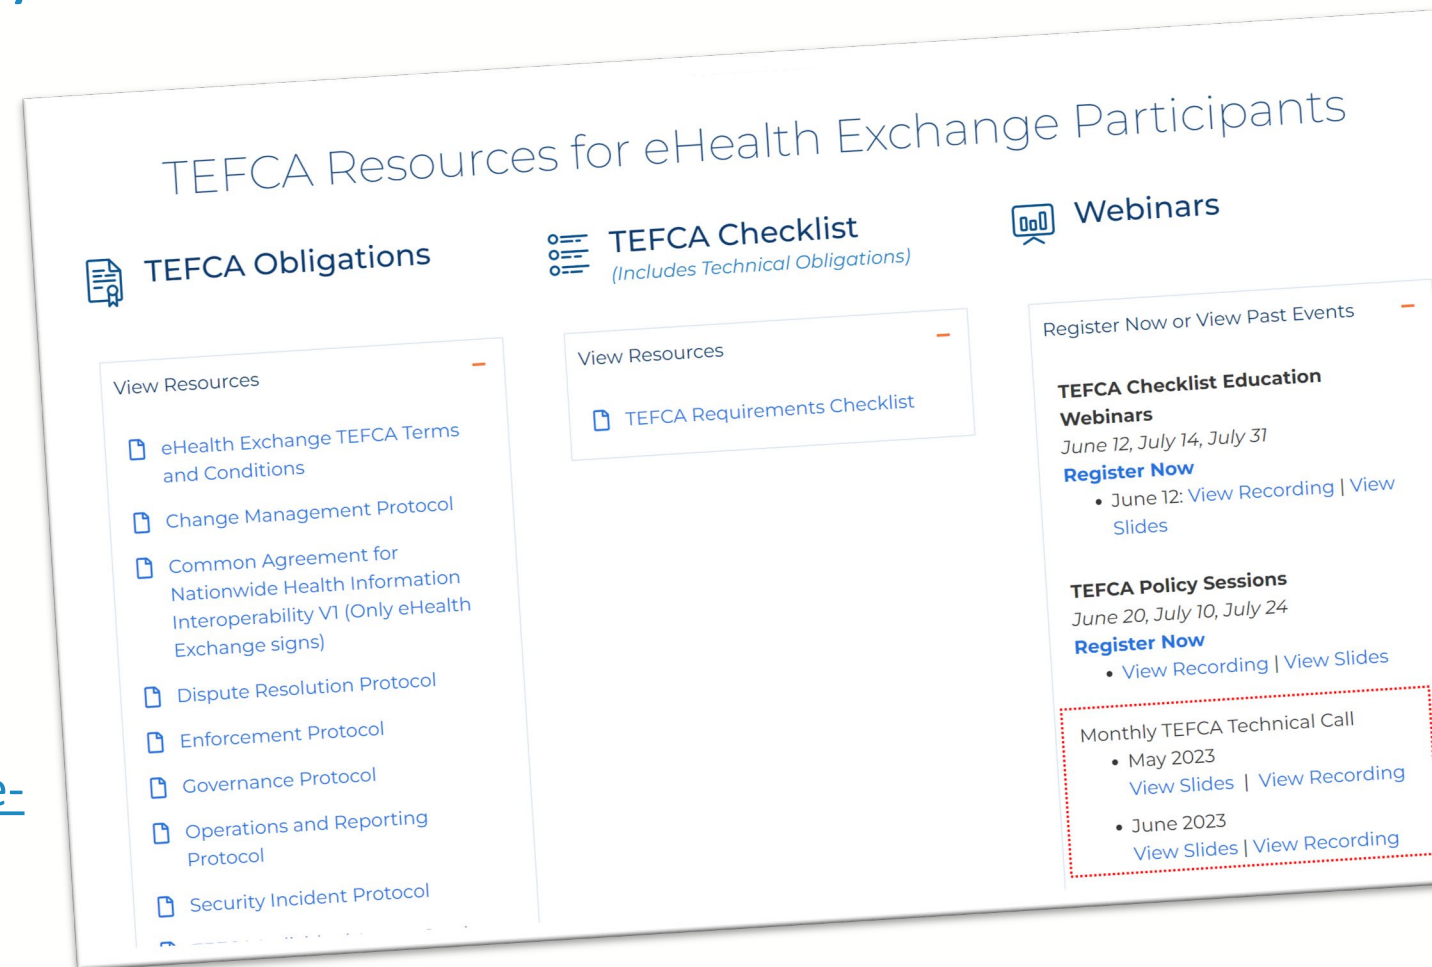 TEFCA Resources for eHealth Exchange Participants
TEFCA Obligations
View Resources
eHealth Exchange TEFCA Terms
and Conditions
Change Management Protocol
Common Agreement for
Nationwide Health Information
Interoperability V1 (Only eHealth
Exchange signs)
Dispute Resolution Protocol
Enforcement Protocol
Governance Protocol
Operations and Reporting
Protocol
Security Incident Protocol
TEFCA Checklist
(Includes Technical Obligations)
View Resources
TEFCA Requirements Checklist
Webinars
Register Now or View Past Events
TEFCA Checklist Education
Webinars
June 12, July 14, July 31
Register Now
• June 12: View Recording | View
Slides
TEFCA Policy Sessions
June 20, July 10, July 24
Register Now
• View Recording | View Slides
Monthly TEFCA Technical Call
• May 2023
View Slides | View Recording
• June 2023
View Slides | View Recording
e-